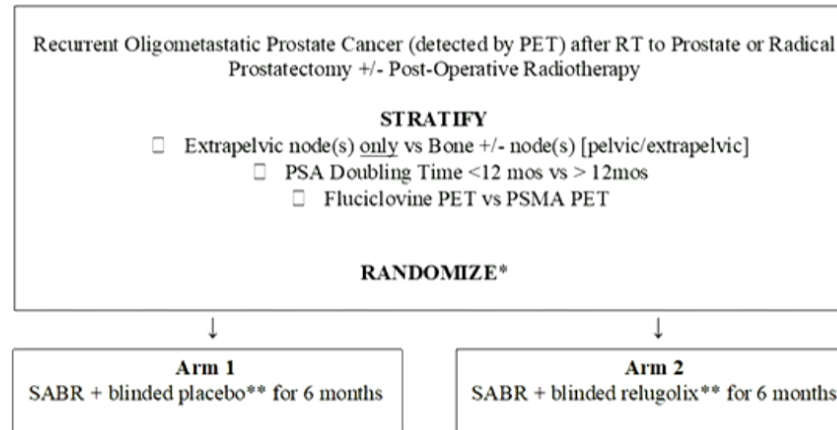 Recurrent Oligometastatic Prostate Cancer (detected by PET) after RT to Prostate or Radical
Prostatectomy +/- Post-Operative Radiotherapy
STRATIFY
Extrapelvic node(s) only vs Bone +/- node(s) [pelvic/extrapelvic]
PSA Doubling Time <12 mos vs > 12mos
Fluciclovine PET vs PSMA PET
RANDOMIZE*
Arm 1
SABR + blinded placebo** for 6 months
Arm 2
SABR + blinded relugolix** for 6 months